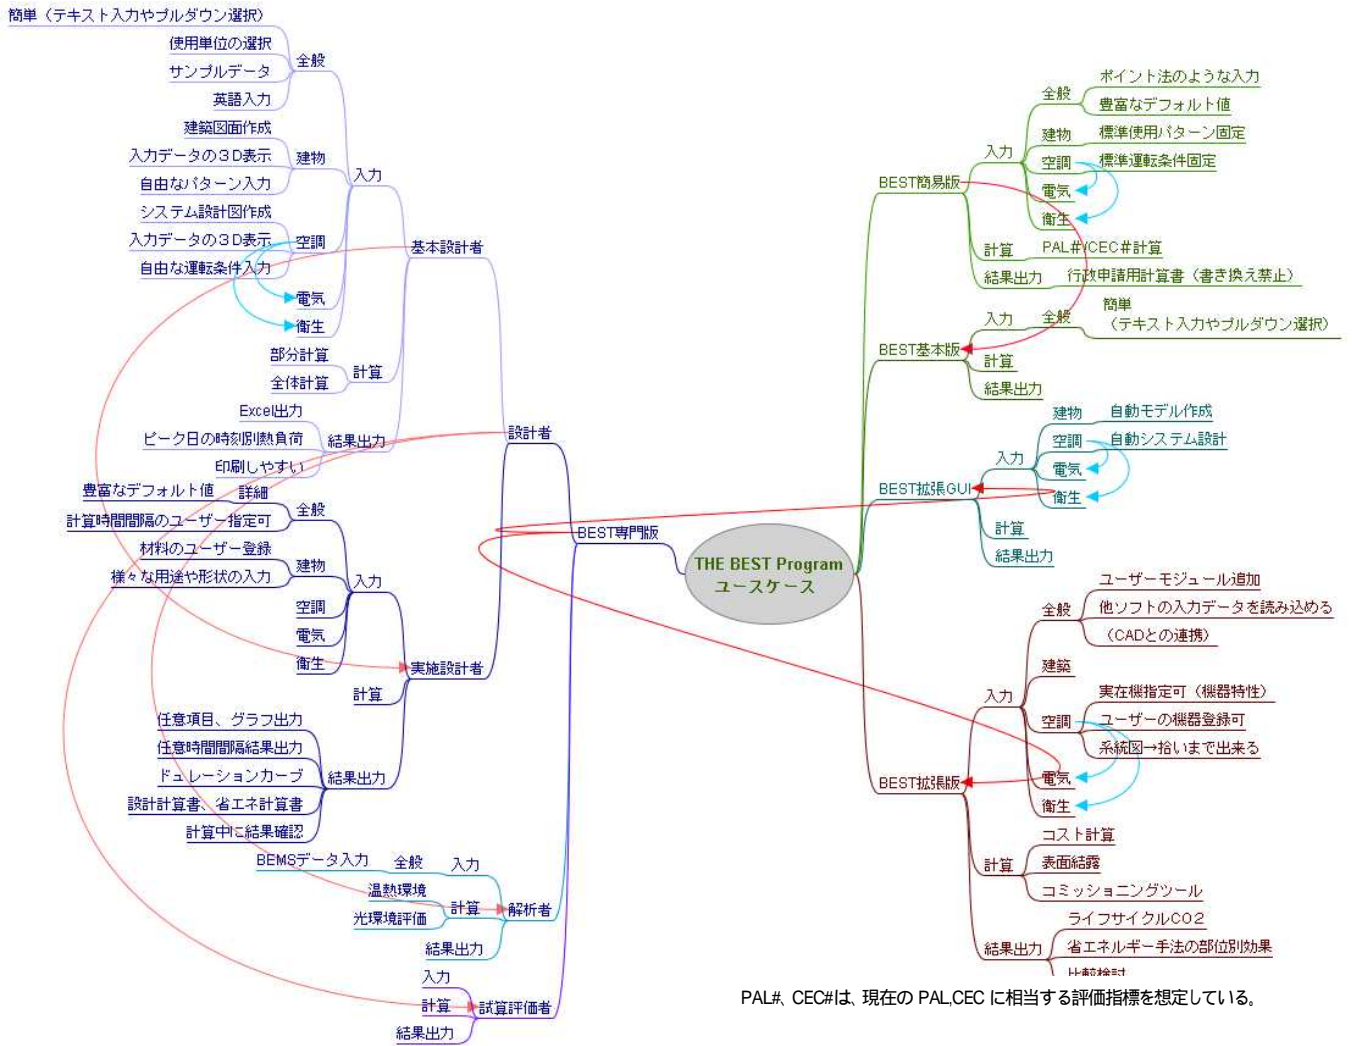 簡単（テキスト入力やプルダウン選択）
使用単位の選択
サンプルデータ
英語入力
全般
建築図面作成
入力データの３Ｄ表示
自由なパターン入力
建物
システム設計図作成
入力データの３Ｄ表示
自由な運転条件入力
空調
電気
衛生
入力
部分計算
全体計算
計算
Excel出力
ピーク日の時刻別熱負荷
印刷しやすい
結果出力
基本設計者
豊富なデフォルト値
詳細
計算時間間隔のユーザー指定可
全般
材料のユーザー登録
様々な用途や形状の入力
建物
空調
電気
衛生
入力
計算
任意項目、グラフ出力
任意時間間隔結果出力
ドュレーションカーブ
設計計算書、省エネ計算書
計算中に結果確認
結果出力
実施設計者
設計者
BEMSデータ入力
全般
入力
温熱環境
光環境評価
計算
結果出力
解析者
入力
計算
結果出力
試算評価者
BEST専門版
THE BEST Program
ユースケース
BEST簡易版
入力
全般
ポイント法のような入力
豊富なデフォルト値
建物
標準使用パターン固定
空調
標準運転条件固定
電気
衛生
計算
PAL＃/CEC＃計算
結果出力
行政申請用計算書（書き換え禁止）
BEST基本版
入力
全般
簡単
（テキスト入力やプルダウン選択）
計算
結果出力
BEST拡張GUI
入力
建物
自動モデル作成
空調
自動システム設計
電気
衛生
計算
結果出力
BEST拡張版
入力
全般
ユーザーモジュール追加
他ソフトの入力データを読み込める
（CADとの連携）
建築
空調
実在機指定可（機器特性）
ユーザーの機器登録可
系統図→拾いまで出来る
電気
衛生
計算
コスト計算
表面結露
コミッショニングツール
結果出力
ライフサイクルCO２
省エネルギー手法の部位別効果
比較検討
PAL#、CEC#は、現在の PAL,CEC に相当する評価指標を想定している。